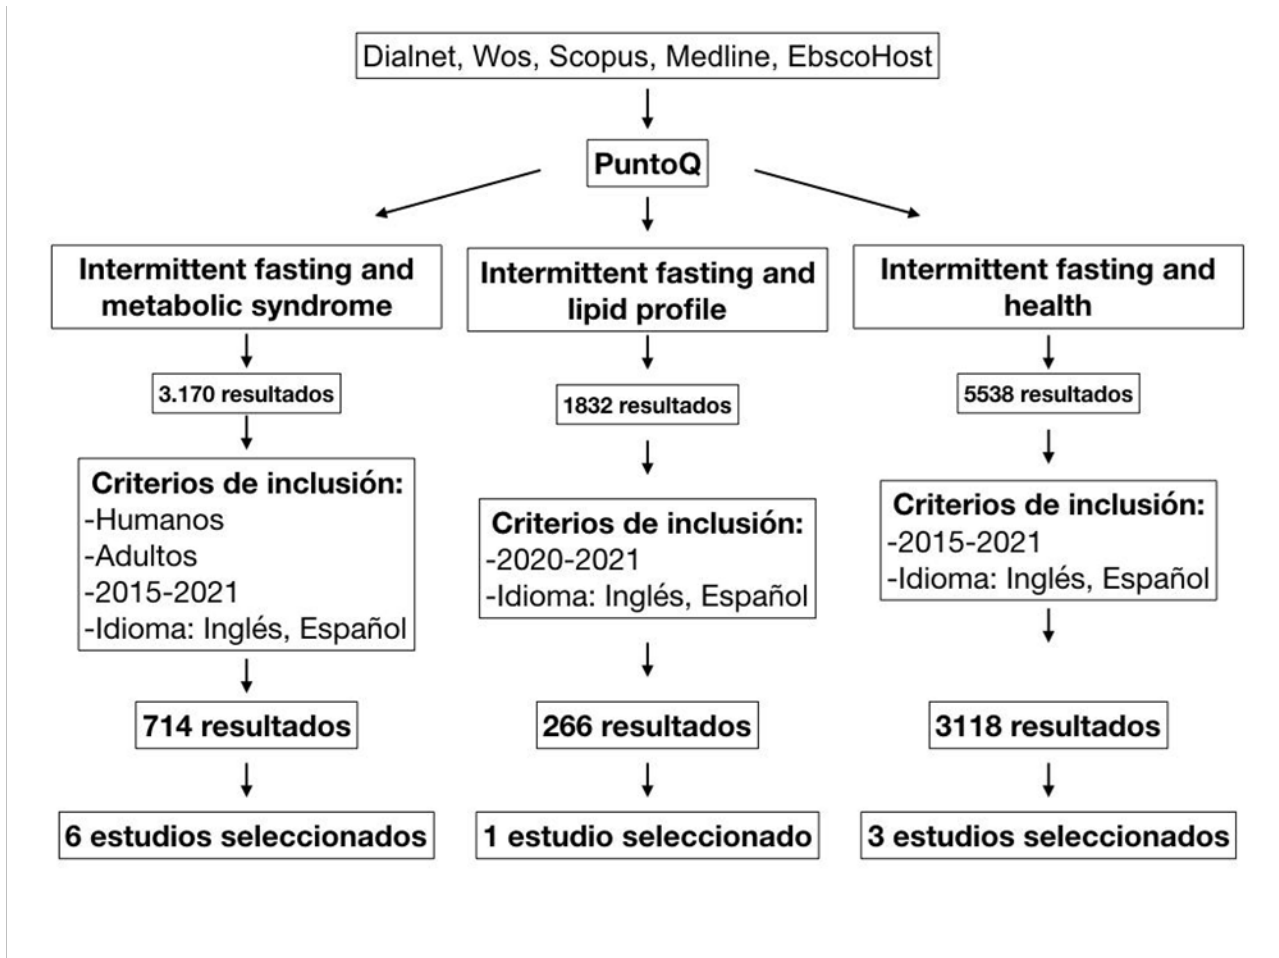 Dialnet, Wos, Scopus, Medline, EbscoHost
PuntoQ
Intermittent fasting and
metabolic syndrome
3.170 resultados
Criterios de inclusión:
-Humanos
-Adultos
-2015-2021
-Idioma: Inglés, Español
714 resultados
6 estudios seleccionados
Intermittent fasting and
lipid profile
1832 resultados
Criterios de inclusión:
-2020-2021
-Idioma: Inglés, Español
266 resultados
1 estudio seleccionado
Intermittent fasting and
health
5538 resultados
Criterios de inclusión:
-2015-2021
-Idioma: Inglés, Español
3118 resultados
3 estudios seleccionados